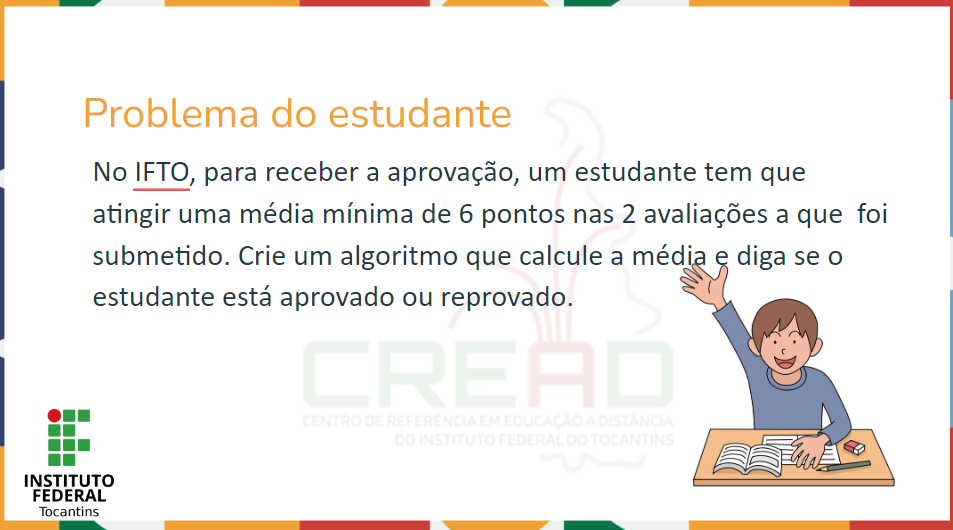 Problema do estudante
No IFTO, para receber a aprovação, um estudante tem que
atingir uma média mínima de 6 pontos nas 2 avaliações a que foi
submetido. Crie um algoritmo que calcule a média e diga se o
estudante está aprovado ou reprovado.
CREAD
CENTRO DE REFERÊNCIA EM EDUCAÇÃO A DISTÂNCIA
DO INSTITUTO FEDERAL DO TOCANTINS
INSTITUTO
FEDERAL
Tocantins